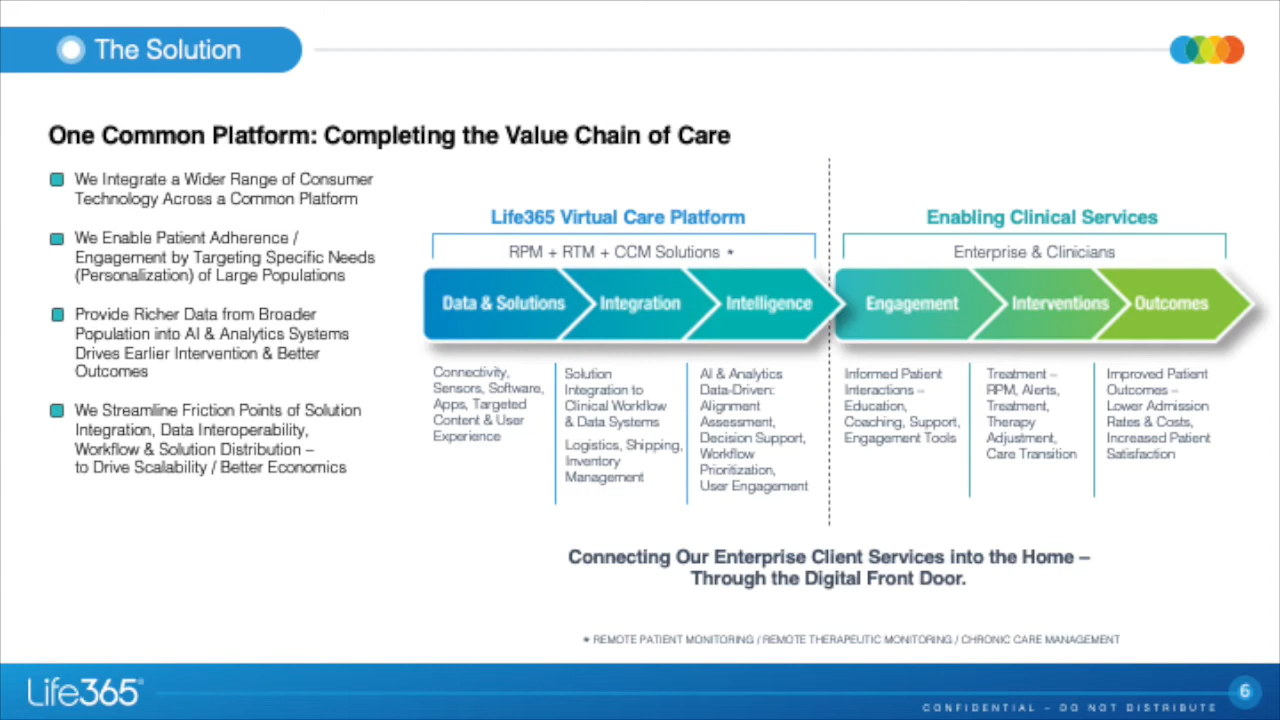 The Solution
One Common Platform: Completing the Value Chain of Care
We Integrate a Wider Range of Consumer
Technology Across a Common Platform
We Enable Patient Adherence /
Engagement by Targeting Specific Needs
(Personalization) of Large Populations
Provide Richer Data from Broader
Population into AI & Analytics Systems
Drives Earlier Intervention & Better
Outcomes
We Streamline Friction Points of Solution
Integration, Data Interoperability,
Workflow & Solution Distribution –
to Drive Scalability / Better Economics
Life365 Virtual Care Platform
RPM + RTM + CCM Solutions *
Enabling Clinical Services
Enterprise & Clinicians
Data & Solutions
Integration
Intelligence
Engagement
Interventions
Outcomes
Connectivity,
Sensors, Software,
Apps, Targeted
Content & User
Experience
Solution
Integration to
Clinical Workflow
& Data Systems
Logistics, Shipping,
Inventory
Management
AI & Analytics
Data-Driven:
Alignment
Assessment,
Decision Support,
Workflow
Prioritization,
User Engagement
Informed Patient
Interactions –
Education,
Coaching, Support,
Engagement Tools
Treatment –
RPM, Alerts,
Treatment,
Therapy
Adjustment,
Care Transition
Improved Patient
Outcomes –
Lower Admission
Rates & Costs,
Increased Patient
Satisfaction
Connecting Our Enterprise Client Services into the Home –
Through the Digital Front Door.
* REMOTE PATIENT MONITORING / REMOTE THERAPEUTIC MONITORING / CHRONIC CARE MANAGEMENT
Life365®
CONFIDENTIAL – DO NOT DISTRIBUTE
6